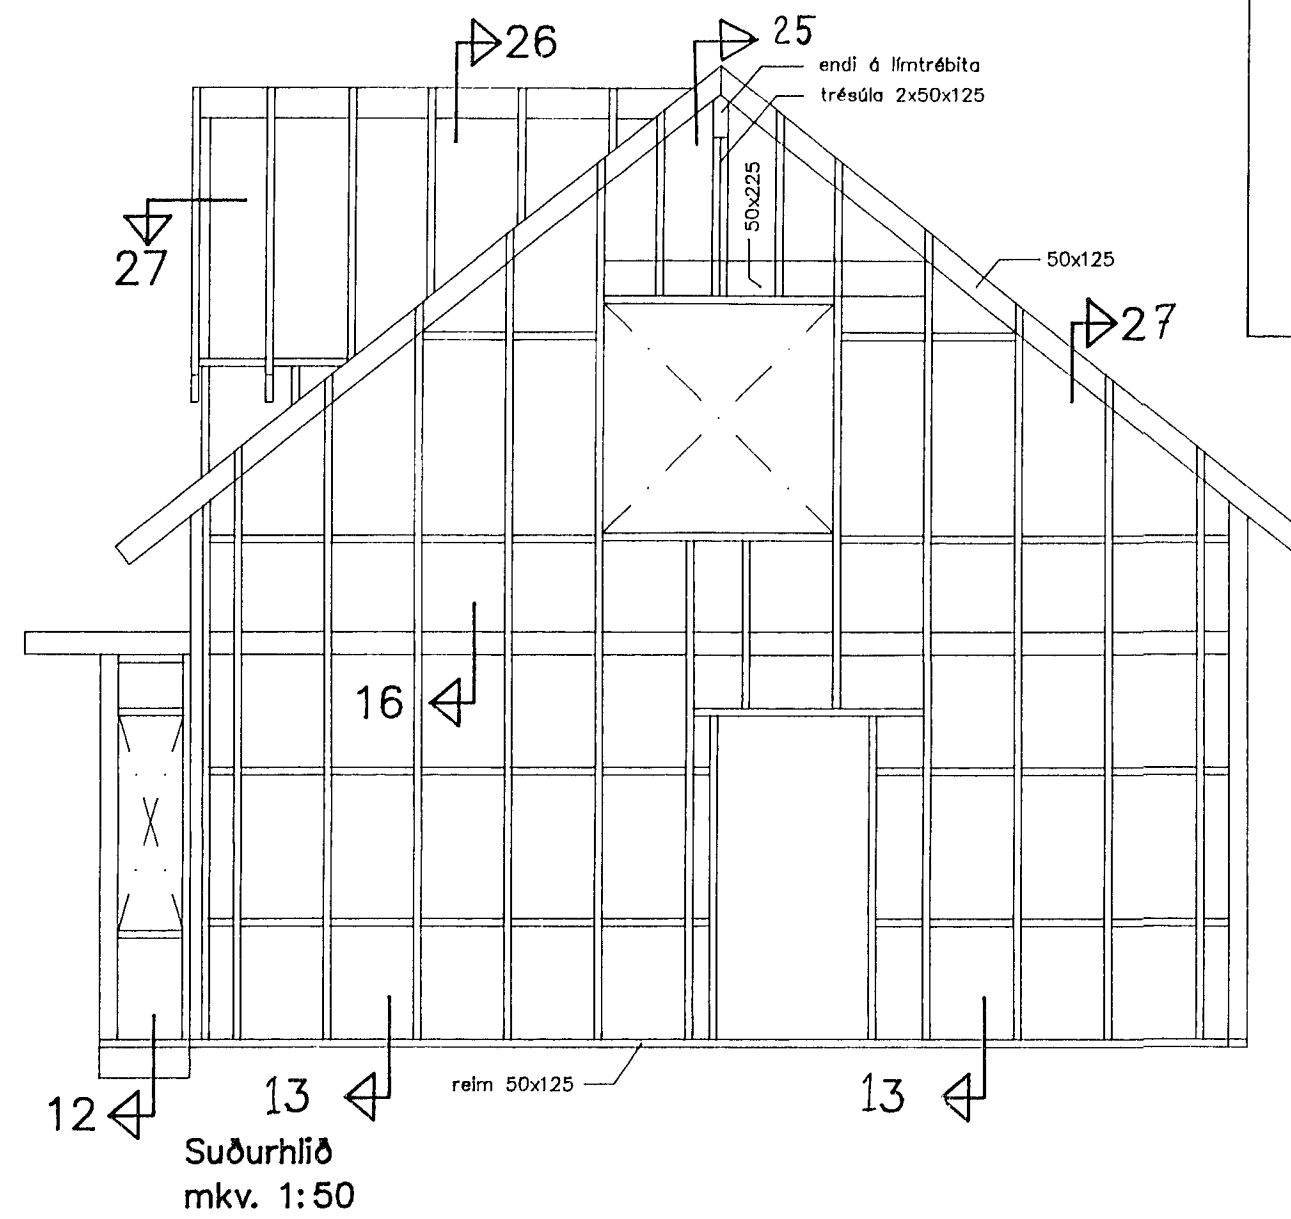 26
25
endi á límtrébita
trésúla 2x50x125
50x225
27
50x125
27
16
reim 50x125
12
13
13
Suðurhlið
mkv. 1:50